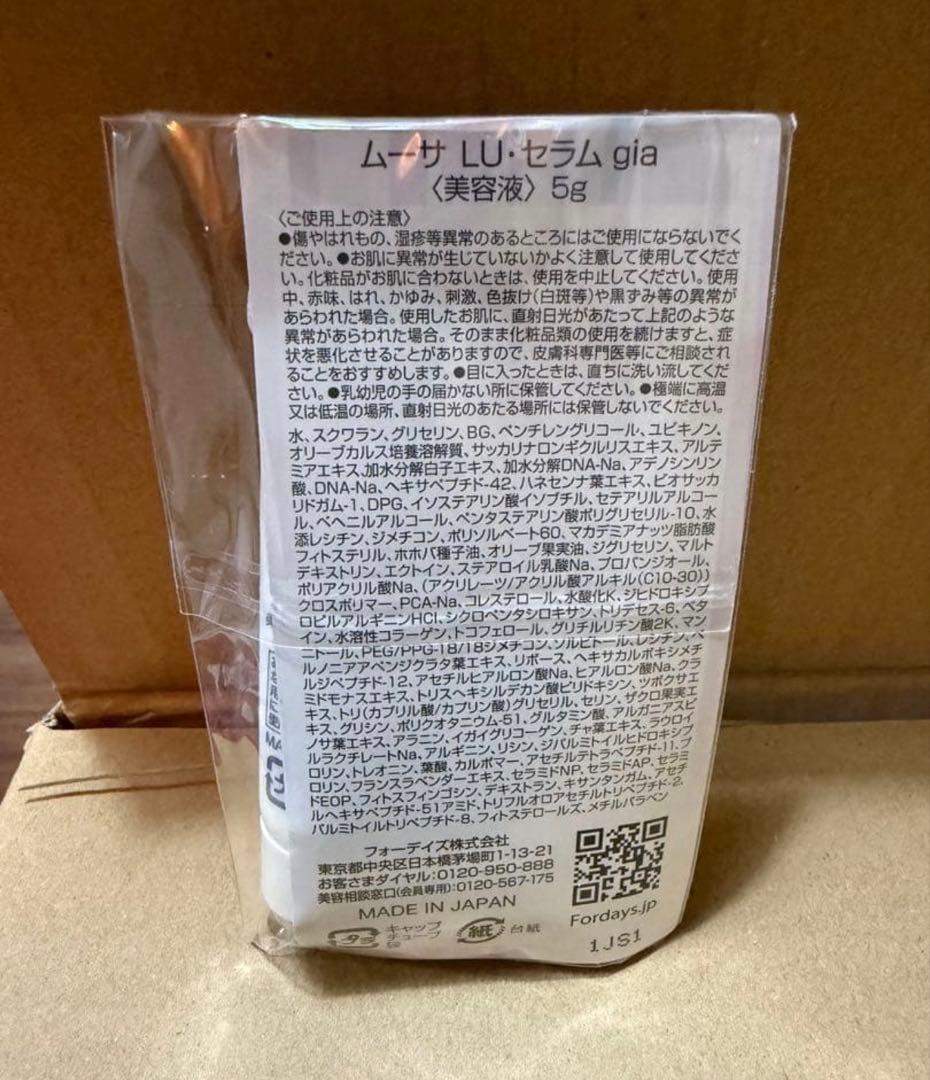 ムーサ LU・セラム gia
〈美容液〉 5g
〈ご使用上の注意〉
●傷やはれもの、湿疹等異常のあるところにはご使用にならないでく
ださい。●お肌に異常が生じていないかよく注意して使用してくださ
い。化粧品がお肌に合わないときは、使用を中止してください。使用
中、赤味、はれ、かゆみ、刺激、色抜け(白斑等)や黒ずみ等の異常が
あらわれた場合。使用したお肌に、直射日光があたって上記のような
異常があらわれた場合。そのまま化粧品類の使用を続けますと、症
状を悪化させることがありますので、皮膚科専門医等にご相談され
ることをおすすめします。●目に入ったときは、直ちに洗い流してくだ
さい。●乳幼児の手の届かない所に保管してください。●極端に高温
又は低温の場所、直射日光のあたる場所には保管しないでください。
水、スクワラン、グリセリン、BG、ペンチレングリコール、ユビキノン、
オリーブカルス培養溶解質、サッカリナロンギクルリスエキス、アルテ
ミアエキス、加水分解白子エキス、加水分解DNA-Na、アデノシンリン
酸、DNA-Na、ヘキサペプチド-42、ハネセンナ葉エキス、ビオサッカ
リドガム-1、DPG、イソステアリン酸イソブチル、セテアリルアルコー
ル、ベヘニルアルコール、ペンタステアリン酸ポリグリセリル-10、水
添レシチン、ジメチコン、ポリソルベート60、マカデミアナッツ脂肪酸
フィトステリル、ホホバ種子油、オリーブ果実油、ジグリセリン、マルト
デキストリン、エクトイン、ステアロイル乳酸Na、プロパンジオール、
ポリアクリル酸Na、(アクリレーツ/アクリル酸アルキル(C10-30))
クロスポリマー、PCA-Na、コレステロール、水酸化K、ジヒドロキシプ
ロピルアルギニンHCl、シクロペンタシロキサン、トリデセス-6、ベタ
イン、水溶性コラーゲン、トコフェロール、グリチルリチン酸2K、マン
ニトール、PEG/PPG-18/18ジメチコン、ソルビトール、レシチン、ベ
ルノニアアペンジクラタ葉エキス、リボース、ヘキサカルボキシメチ
ルジペプチド-12、アセチルヒアルロン酸Na、ヒアルロン酸Na、クラ
ミドモナスエキス、トリスヘキシルデカン酸ピリドキシン、ツボクサエ
キス、トリ(カプリル酸/カプリン酸)グリセリル、セリン、ザクロ果実エ
キス、グリシン、ポリクオタニウム-51、グルタミン酸、アルガニアスピ
ノサ葉エキス、アラニン、イガイグリコーゲン、チャ葉エキス、ラウロイ
ルラクチレートNa、アルギニン、リシン、ジパルミトイルヒドロキシプ
ロリン、トレオニン、葉酸、カルボマー、アセチルテトラペプチド-11、プ
ロリン、フランスラベンダーエキス、セラミドNP、セラミドAP、セラミ
ドEOP、フィトスフィンゴシン、デキストラン、キサンタンガム、アセチ
ルヘキサペプチド-51アミド、トリフルオロアセチルトリペプチド-2、
パルミトイルトリペプチド-8、フィトステロールズ、メチルパラベン
フォーデイズ株式会社
東京都中央区日本橋茅場町1-13-21
お客さまダイヤル:0120-950-888
美容相談窓口(会員専用):0120-567-175
MADE IN JAPAN
キャップ
チューブ
袋
紙 台紙
Fordays.jp
1JS1